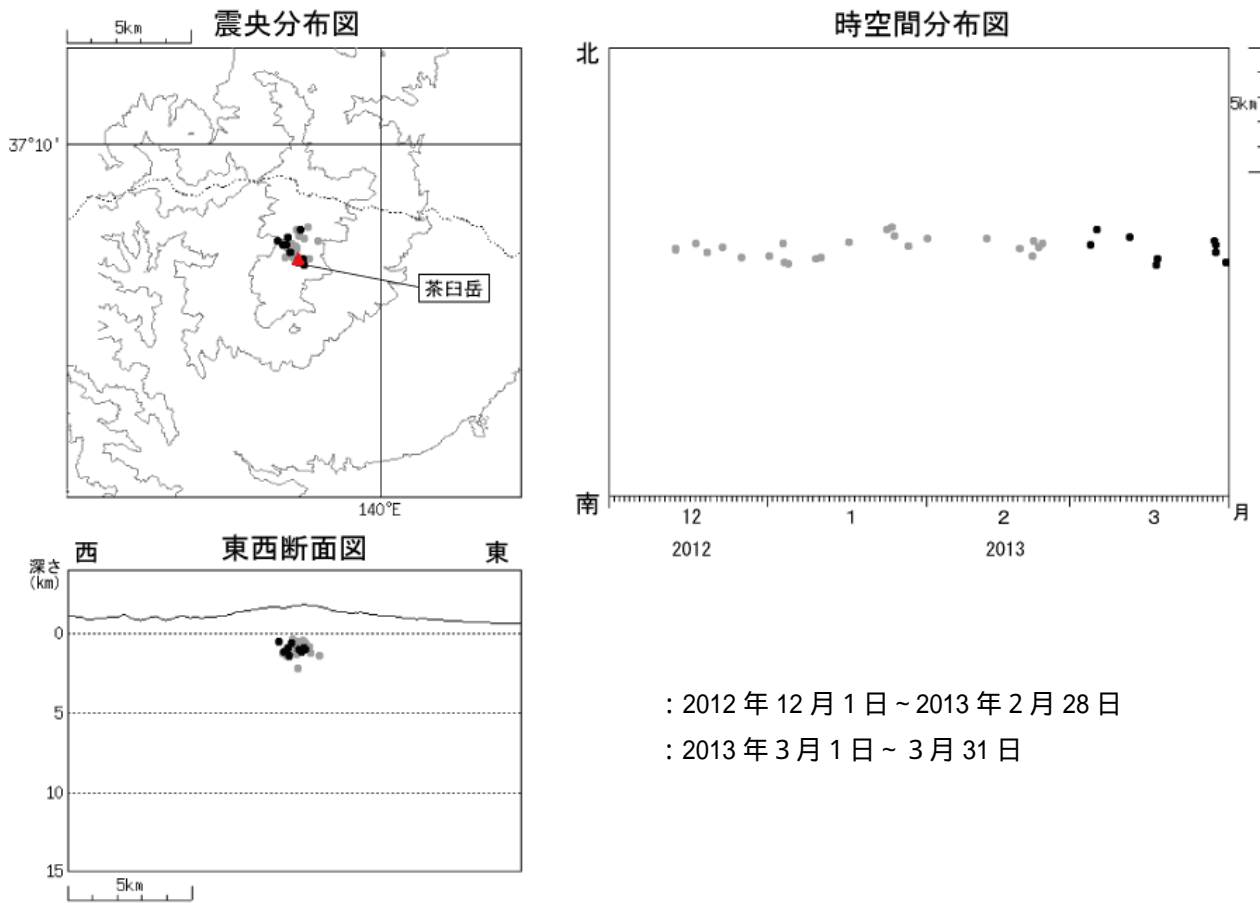 震央分布図
5km
37°10'
茶臼岳
140°E
時空間分布図
北
5km
南
12
1
2
3
月
2012
2013
東西断面図
西
東
深さ
(km)
0
5
10
15
5km
：2012 年 12 月 1 日 ~ 2013 年 2 月 28 日
：2013 年 3 月 1 日 ~ 3 月 31 日